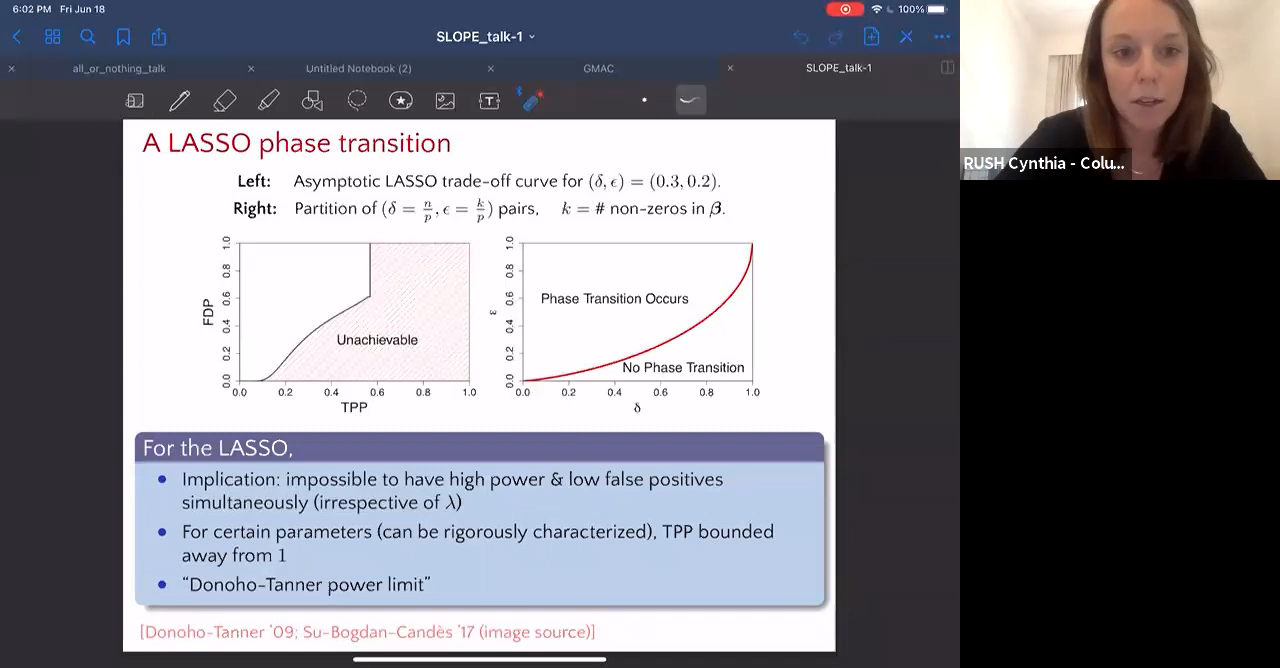 6:02 PM Fri Jun 18
100%
SLOPE_talk-1
all_or_nothing_talk
Untitled Notebook (2)
GMAC
SLOPE_talk-1
RUSH Cynthia - Colu...
A LASSO phase transition
Left: Asymptotic LASSO trade-off curve for (δ, ϵ) = (0.3, 0.2).
Right: Partition of (δ = n/p, ϵ = k/p) pairs, k = # non-zeros in β.
FDP
0.0 0.2 0.4 0.6 0.8 1.0
Unachievable
0.0 0.2 0.4 0.6 0.8 1.0
TPP
ε
0.0 0.2 0.4 0.6 0.8 1.0
Phase Transition Occurs
No Phase Transition
0.0 0.2 0.4 0.6 0.8 1.0
δ
For the LASSO,
• Implication: impossible to have high power & low false positives
simultaneously (irrespective of λ)
• For certain parameters (can be rigorously characterized), TPP bounded
away from 1
• "Donoho-Tanner power limit"
[Donoho-Tanner '09; Su-Bogdan-Candès '17 (image source)]